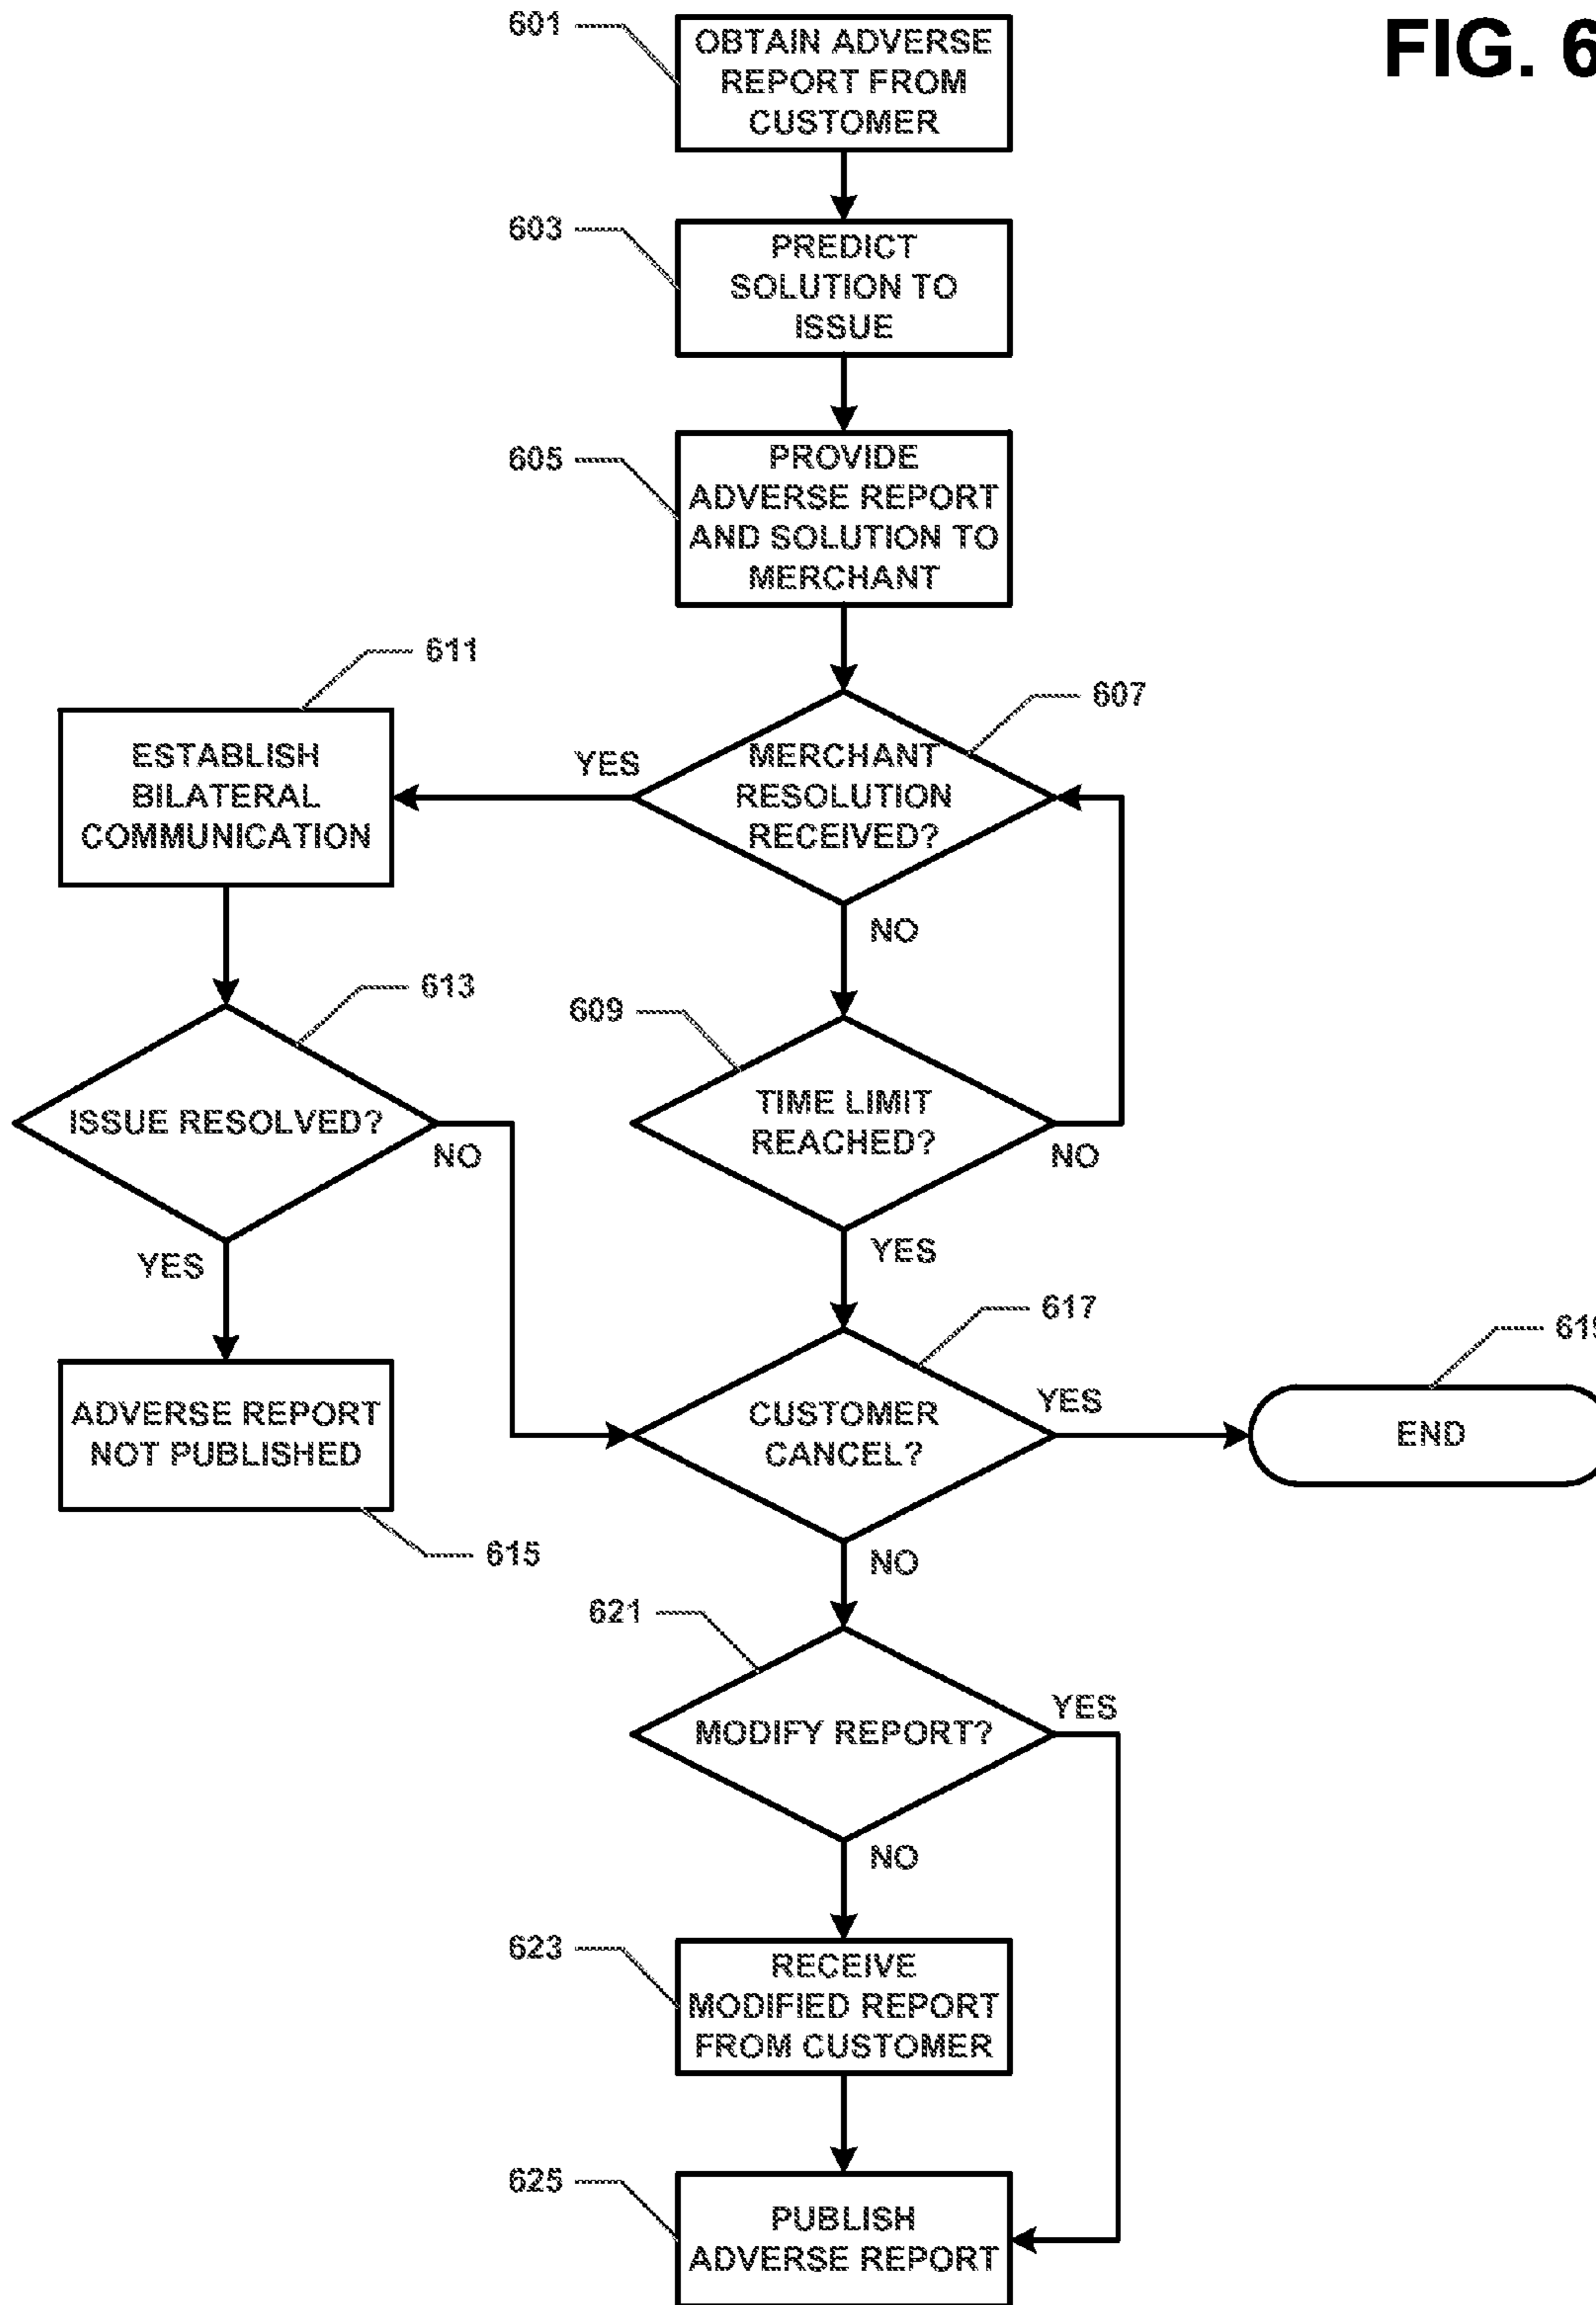 FIG. 6
601
OBTAIN ADVERSE
REPORT FROM
CUSTOMER
603
PREDICT
SOLUTION TO
ISSUE
605
PROVIDE
ADVERSE REPORT
AND SOLUTION TO
MERCHANT
611
607
ESTABLISH
BILATERAL
COMMUNICATION
YES
MERCHANT
RESOLUTION
RECEIVED?
NO
613
609
ISSUE RESOLVED?
NO
TIME LIMIT
REACHED?
NO
YES
YES
617
619
ADVERSE REPORT
NOT PUBLISHED
615
CUSTOMER
CANCEL?
YES
END
NO
621
MODIFY REPORT?
YES
NO
623
RECEIVE
MODIFIED REPORT
FROM CUSTOMER
625
PUBLISH
ADVERSE REPORT